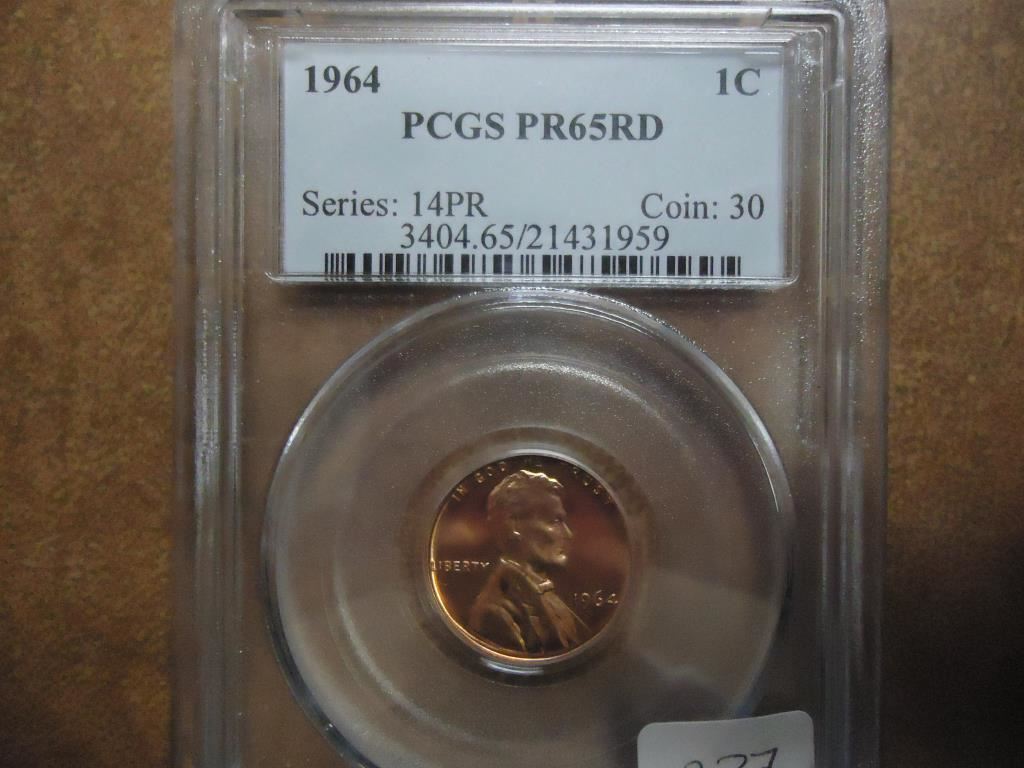 1964 1C
PCGS PR65RD
Series: 14PR Coin: 30
3404.65/21431959
IN GOD WE TRUST
LIBERTY
1964